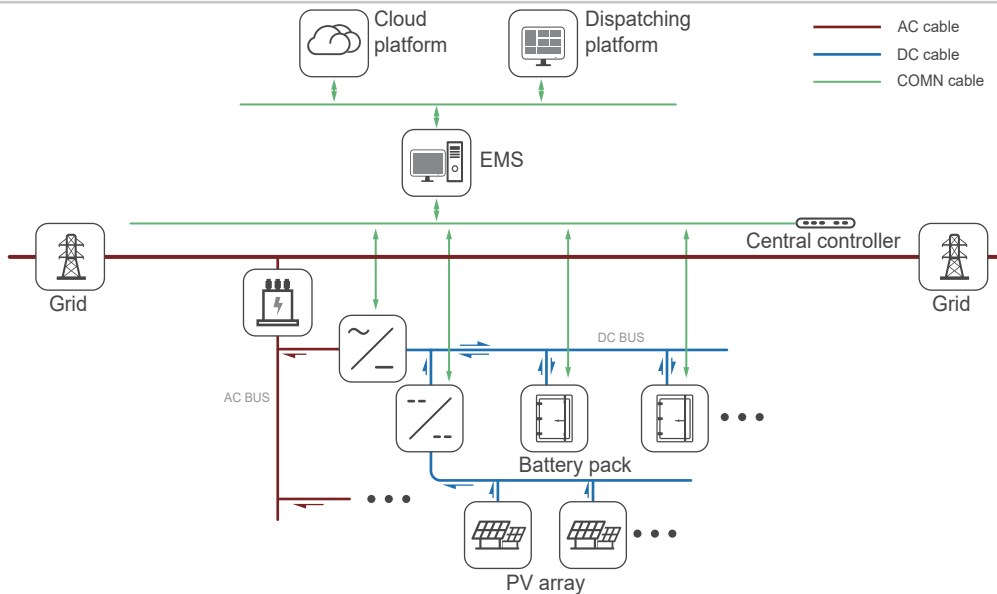 Cloud
platform
Dispatching
platform
AC cable
DC cable
COMN cable
EMS
Central controller
Grid
Grid
DC BUS
AC BUS
Battery pack
PV array